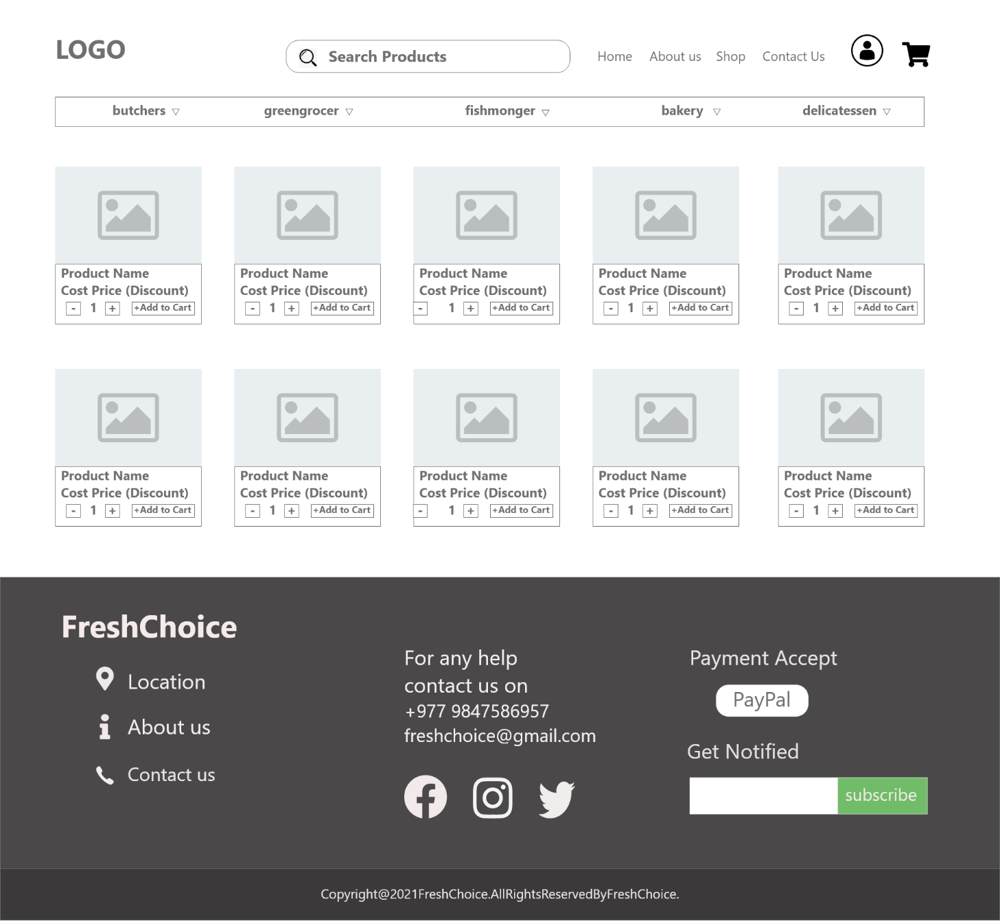 LOGO
Search Products
Home About us Shop Contact Us
butchers greengrocer fishmonger bakery delicatessen
Product Name Product Name Product Name Product Name Product Name
Cost Price (Discount) Cost Price (Discount) Cost Price (Discount) Cost Price (Discount) Cost Price (Discount)
- 1 + +Add to Cart - 1 + +Add to Cart - 1 + +Add to Cart - 1 + +Add to Cart - 1 + +Add to Cart
Product Name Product Name Product Name Product Name Product Name
Cost Price (Discount) Cost Price (Discount) Cost Price (Discount) Cost Price (Discount) Cost Price (Discount)
- 1 + +Add to Cart - 1 + +Add to Cart - 1 + +Add to Cart - 1 + +Add to Cart - 1 + +Add to Cart
FreshChoice
Location
About us
Contact us
For any help
contact us on
+977 9847586957
freshchoice@gmail.com
Payment Accept
PayPal
Get Notified
subscribe
Copyright@2021FreshChoice.AllRightsReservedByFreshChoice.